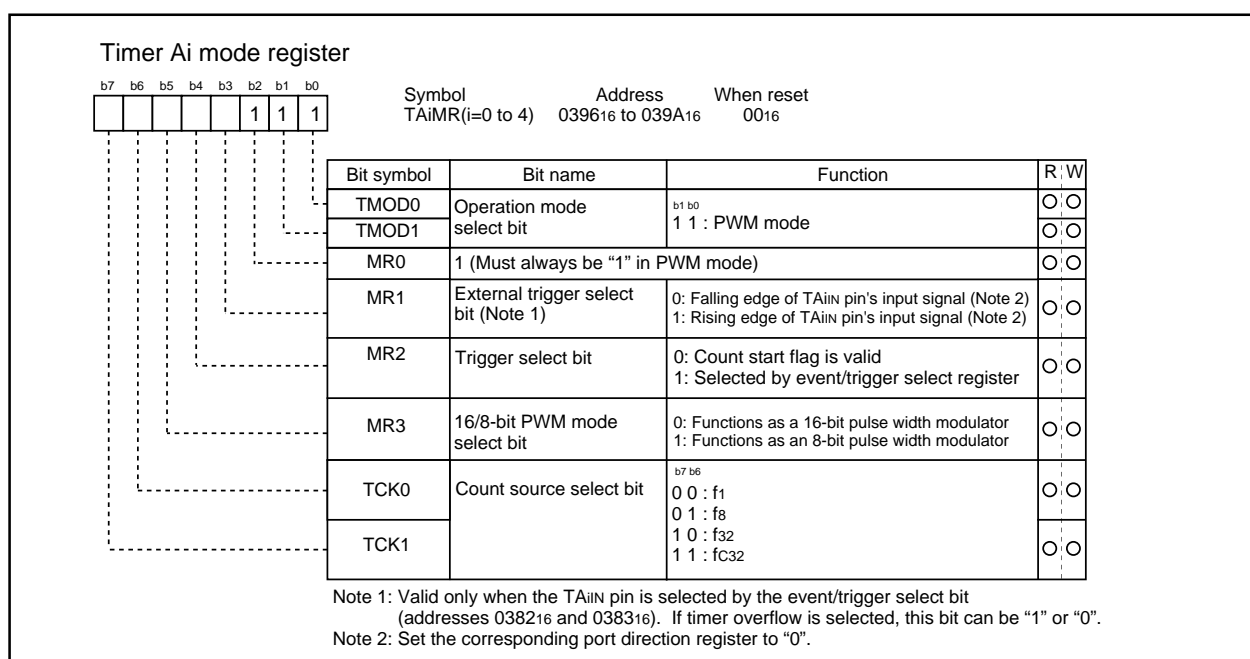 Timer Ai mode register
b7 b6 b5 b4 b3 b2 b1 b0
1 1 1
Symbol Address When reset
TAiMR(i=0 to 4) 039616 to 039A16 0016
Bit symbol Bit name Function R W
TMOD0 Operation mode select bit b1 b0
TMOD1 1 1 : PWM mode
MR0 1 (Must always be “1” in PWM mode)
MR1 External trigger select bit (Note 1) 0: Falling edge of TAiIN pin's input signal (Note 2)
1: Rising edge of TAiIN pin's input signal (Note 2)
MR2 Trigger select bit 0: Count start flag is valid
1: Selected by event/trigger select register
MR3 16/8-bit PWM mode select bit 0: Functions as a 16-bit pulse width modulator
1: Functions as an 8-bit pulse width modulator
b7 b6
TCK0 Count source select bit 0 0 : f1
0 1 : f8
TCK1 1 0 : f32
1 1 : fC32
Note 1: Valid only when the TAiIN pin is selected by the event/trigger select bit
(addresses 038216 and 038316). If timer overflow is selected, this bit can be “1” or “0”.
Note 2: Set the corresponding port direction register to “0”.